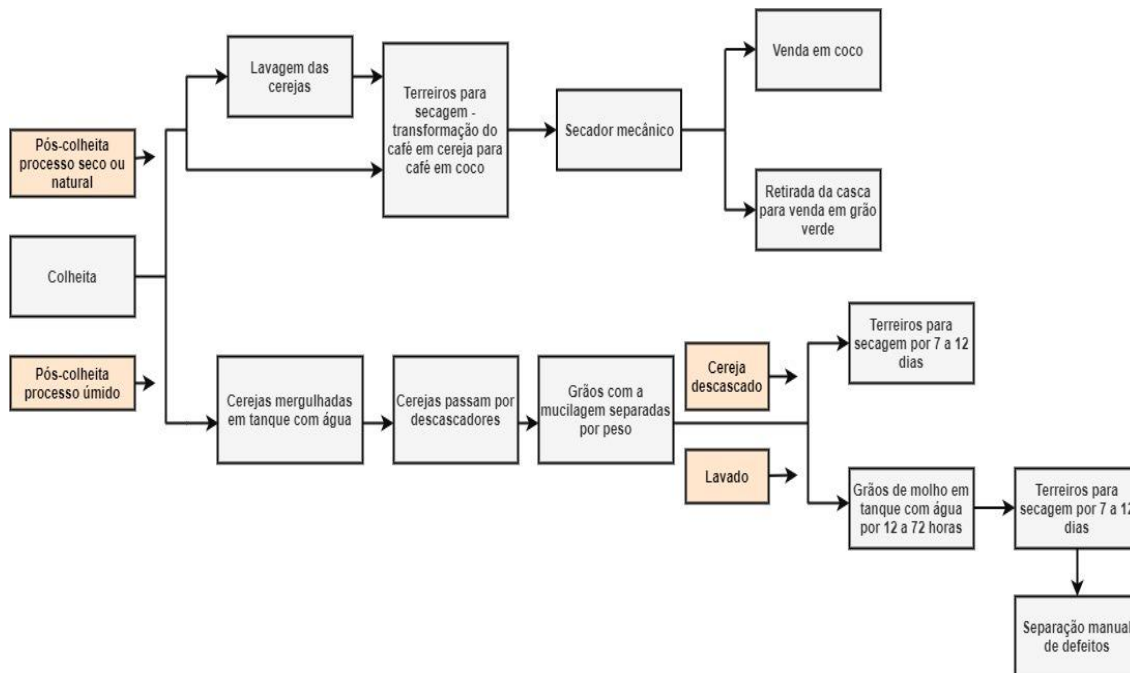 Pós-colheita
processo seco ou
natural
Colheita
Pós-colheita
processo úmido
Lavagem das
cerejas
Terreiros para
secagem -
transformação do
café em cereja para
café em coco
Secador mecânico
Venda em coco
Retirada da casca
para venda em grão
verde
Cerejas mergulhadas
em tanque com água
Cerejas passam por
descascadores
Grãos com a
mucilagem separadas
por peso
Cereja
descascado
Lavado
Terreiros para
secagem por 7 a 12
dias
Grãos de molho em
tanque com água
por 12 a 72 horas
Terreiros para
secagem por 7 a 12
dias
Separação manual
de defeitos